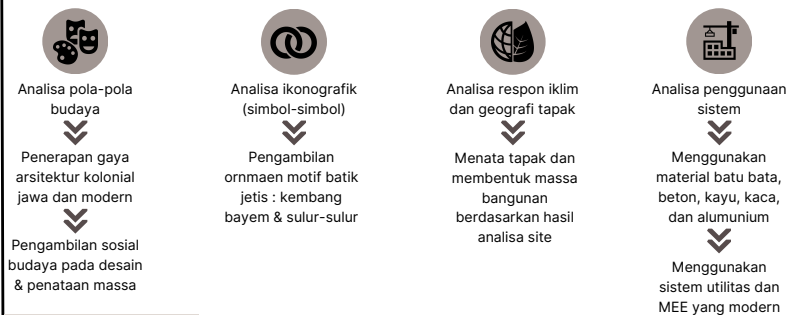 Analisa pola-pola
budaya
Penerapan gaya
arsitektur kolonial
jawa dan modern
Pengambilan sosial
budaya pada desain
& penataan massa
Analisa ikonografik
(simbol-simbol)
Pengambilan
ornmaen motif batik
jetis : kembang
bayem & sulur-sulur
Analisa respon iklim
dan geografi tapak
Menata tapak dan
membentuk massa
bangunan
berdasarkan hasil
analisa site
Analisa penggunaan
sistem
Menggunakan
material batu bata,
beton, kayu, kaca,
dan alumunium
Menggunakan
sistem utilitas dan
MEE yang modern